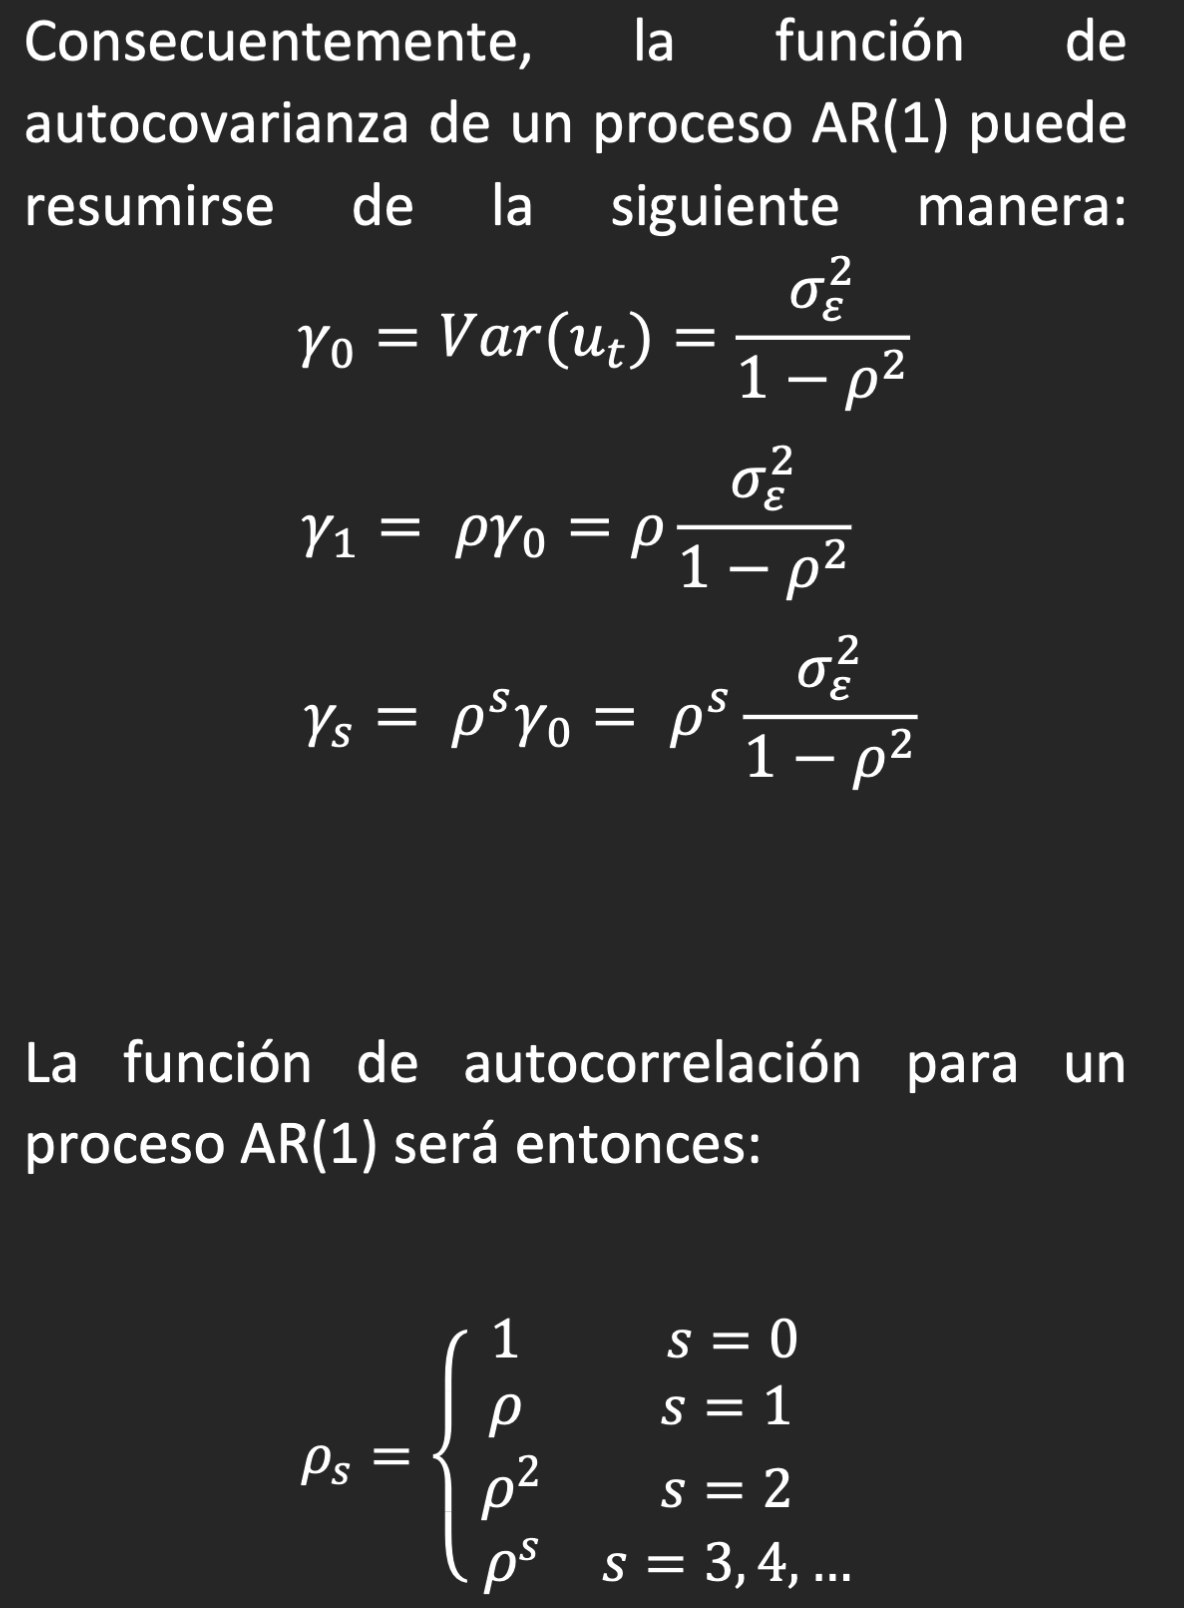 Consecuentemente, la función de
autocovarianza de un proceso AR(1) puede
resumirse de la siguiente manera:
γ₀ = Var(uₜ) = σ²_ε / (1 − ρ²)
γ₁ = ργ₀ = ρ σ²_ε / (1 − ρ²)
γₛ = ρˢγ₀ = ρˢ σ²_ε / (1 − ρ²)
La función de autocorrelación para un
proceso AR(1) será entonces:
ρₛ = {
1 s = 0
ρ s = 1
ρ² s = 2
ρˢ s = 3, 4, ...